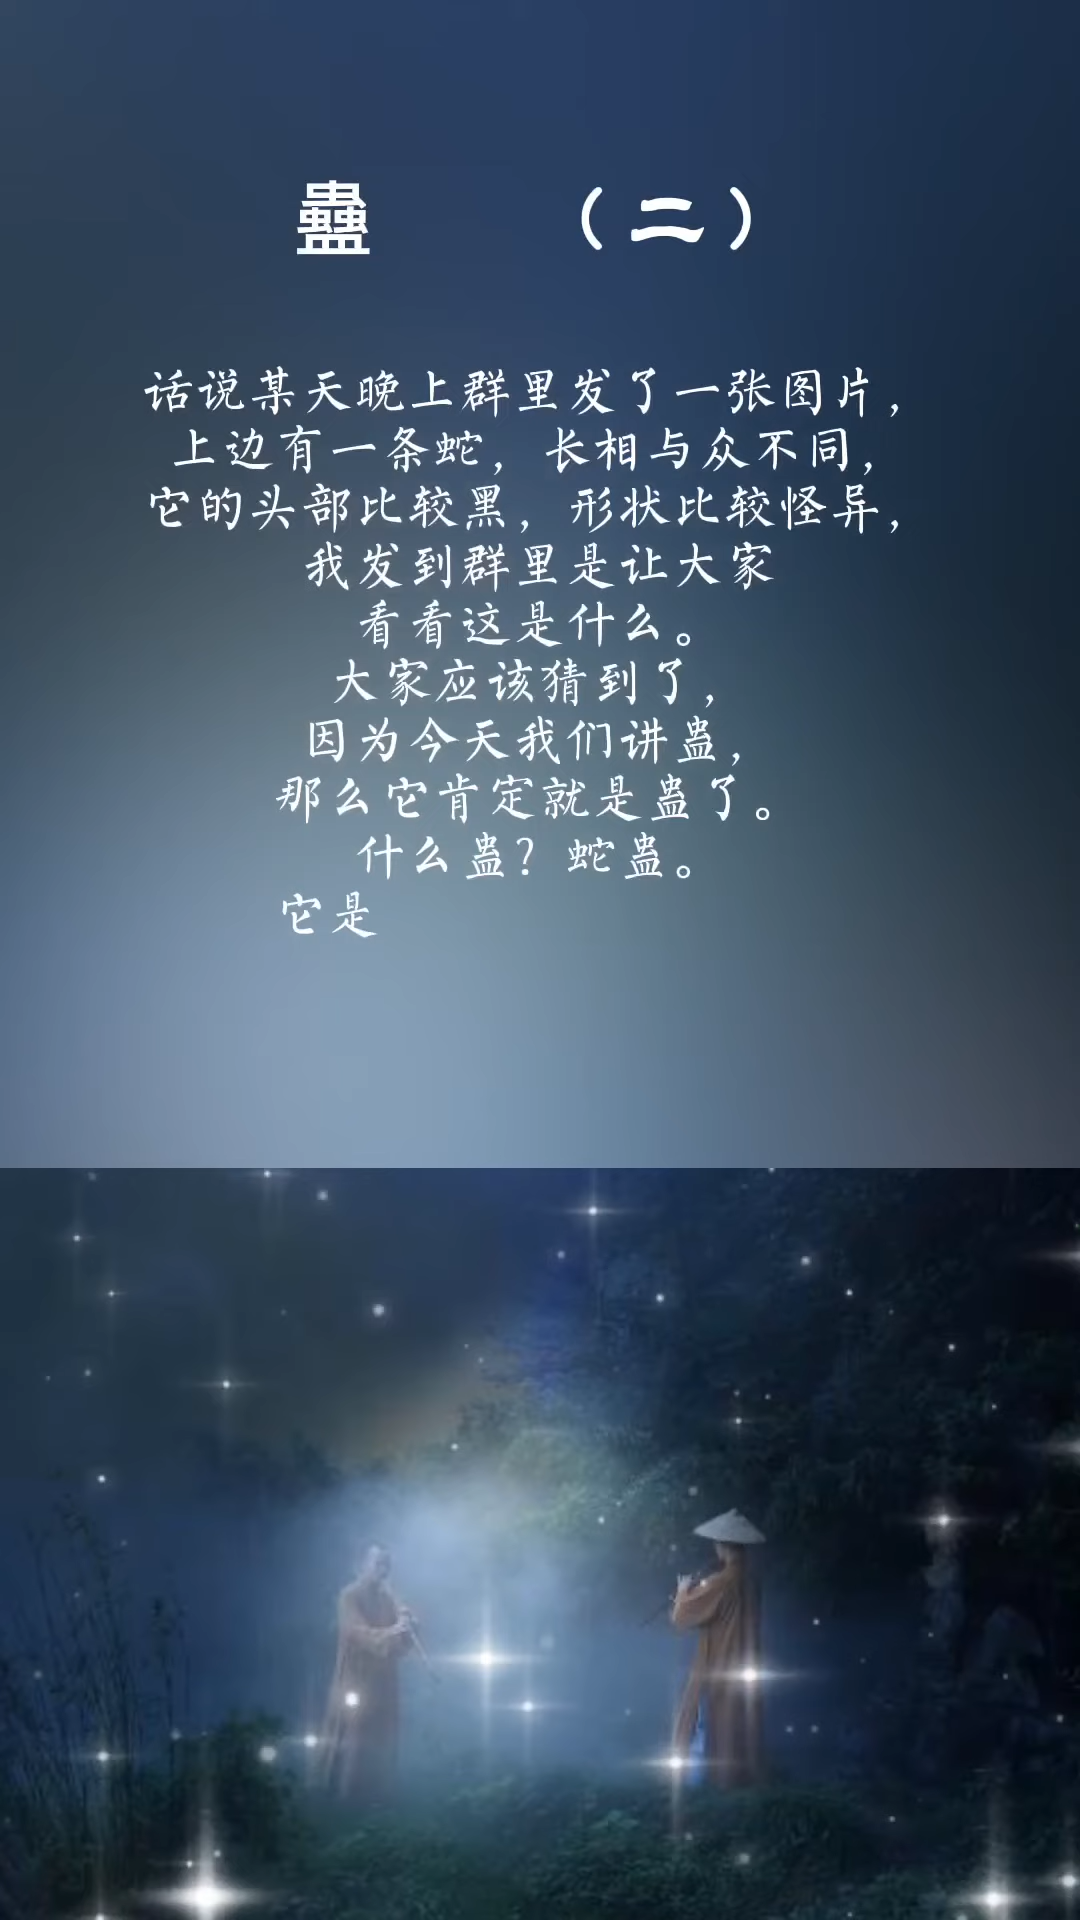 蠱 （二）
话说某天晚上群里发了一张图片，
上边有一条蛇，长相与众不同，
它的头部比较黑，形状比较怪异，
我发到群里是让大家
看看这是什么。
大家应该猜到了，
因为今天我们讲蛊，
那么它肯定就是蛊了。
什么蛊？蛇蛊。
它是